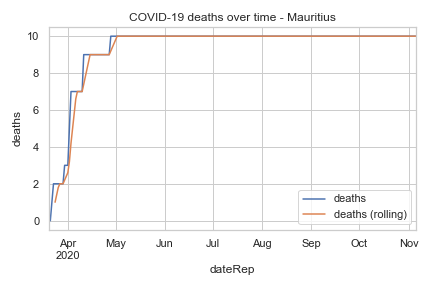 COVID-19 deaths over time - Mauritius
deaths
10
8
6
4
2
0
Apr
2020
May
Jun
Jul
Aug
Sep
Oct
Nov
dateRep
deaths
deaths (rolling)